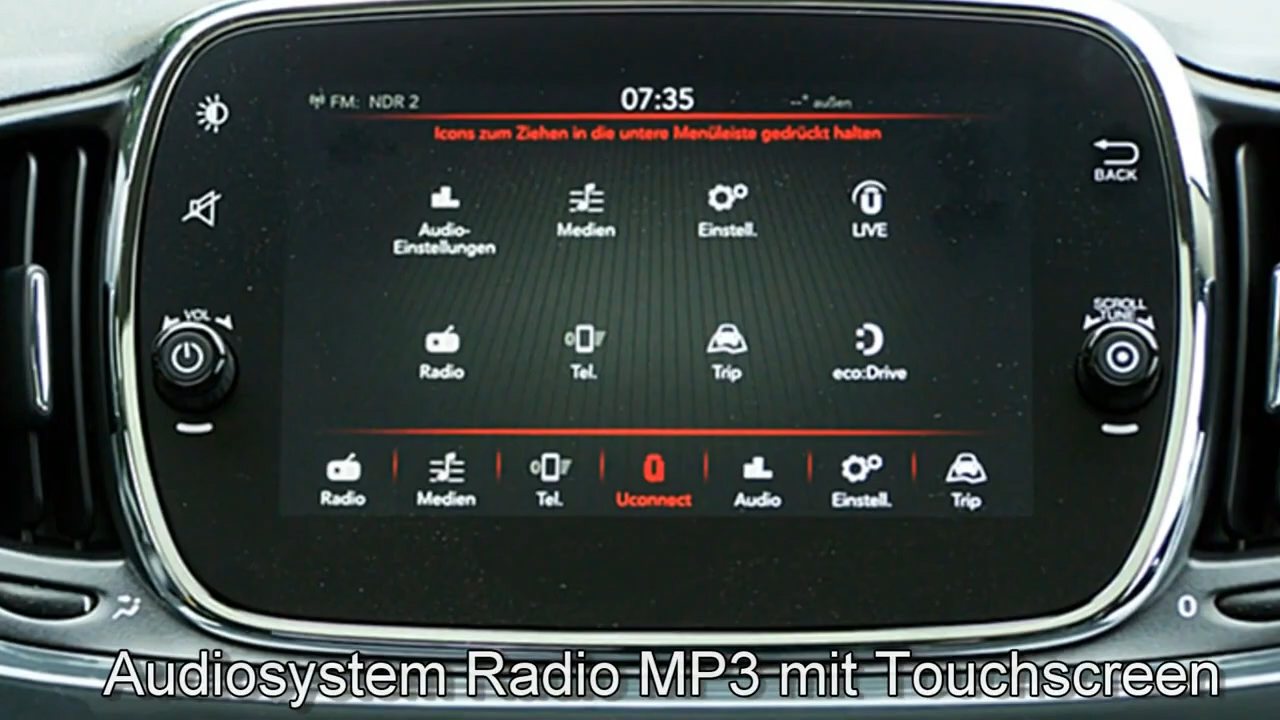 FM: NDR 2
07:35
--° außen
Icons zum Ziehen in die untere Menüleiste gedrückt halten
BACK
Audio-
Einstellungen
Medien
Einstell.
LIVE
VOL
SCROLL
TUNE
Radio
Tel.
Trip
eco:Drive
Radio
Medien
Tel.
Uconnect
Audio
Einstell.
Trip
0
Audiosystem Radio MP3 mit Touchscreen